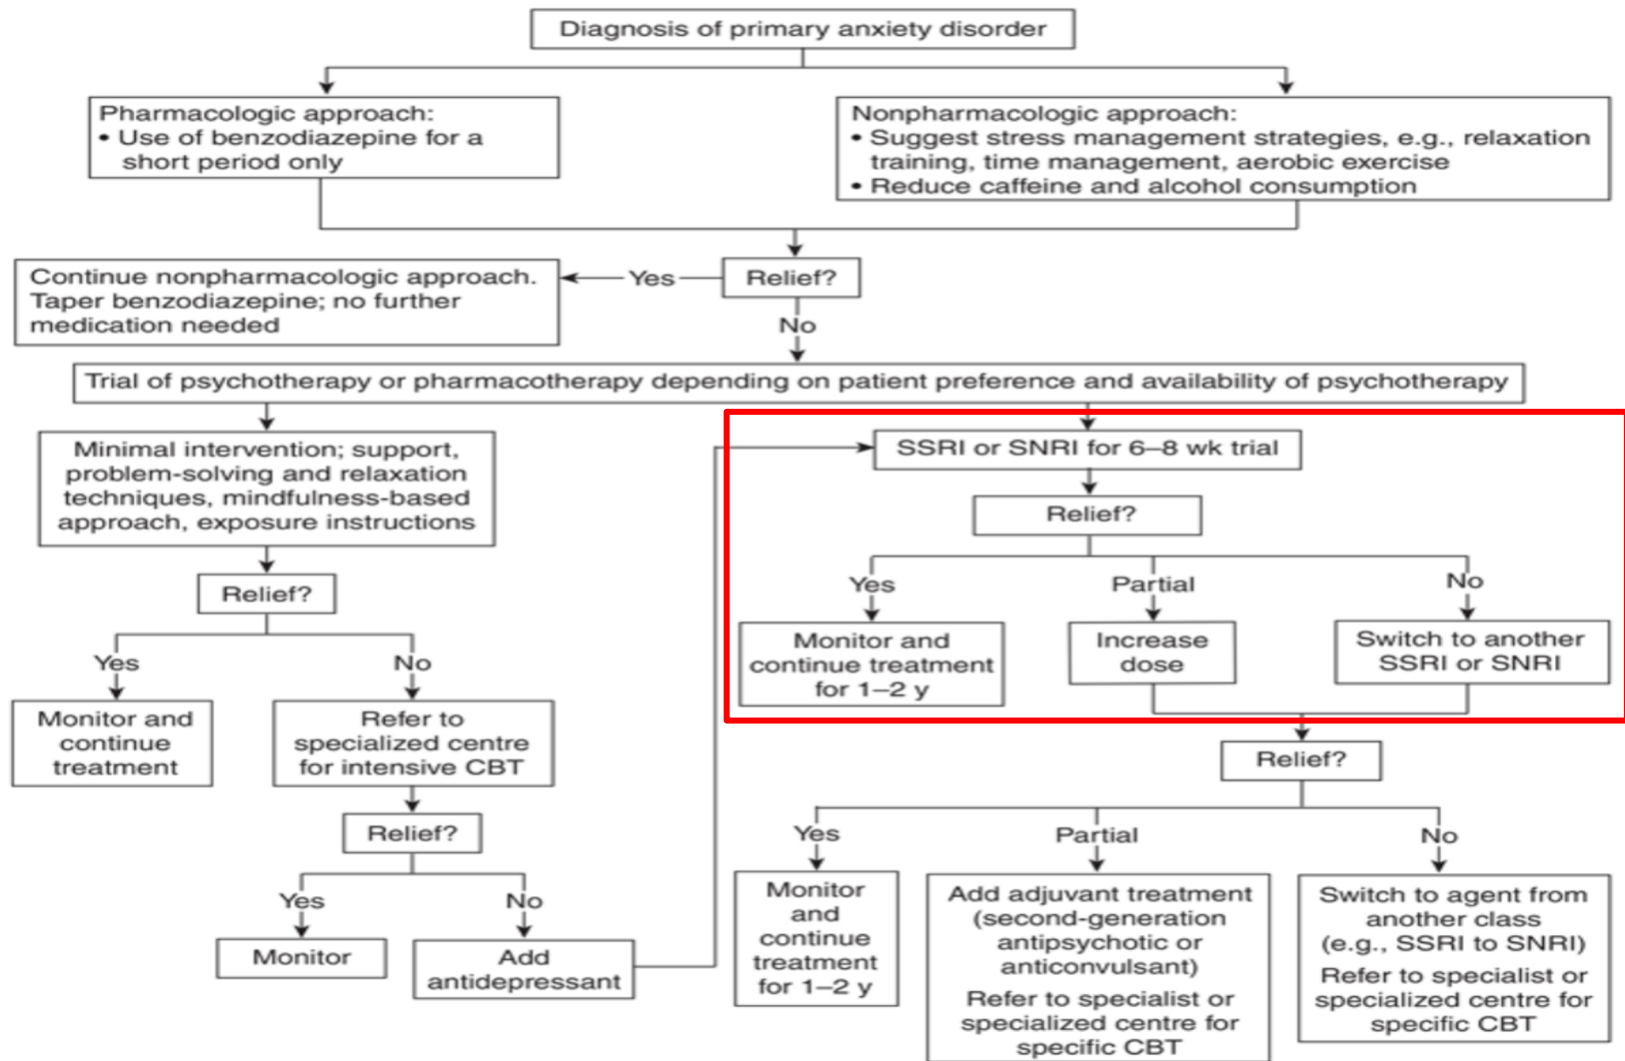 Diagnosis of primary anxiety disorder
Pharmacologic approach:
• Use of benzodiazepine for a
short period only
Nonpharmacologic approach:
• Suggest stress management strategies, e.g., relaxation
training, time management, aerobic exercise
• Reduce caffeine and alcohol consumption
Relief?
Yes
Continue nonpharmacologic approach.
Taper benzodiazepine; no further
medication needed
No
Trial of psychotherapy or pharmacotherapy depending on patient preference and availability of psychotherapy
Minimal intervention; support,
problem-solving and relaxation
techniques, mindfulness-based
approach, exposure instructions
Relief?
Yes
No
Monitor and
continue
treatment
Refer to
specialized centre
for intensive CBT
Relief?
Yes
No
Monitor
Add
antidepressant
SSRI or SNRI for 6–8 wk trial
Relief?
Yes
Partial
No
Monitor and
continue treatment
for 1–2 y
Increase
dose
Switch to another
SSRI or SNRI
Relief?
Yes
Partial
No
Monitor
and
continue
treatment
for 1–2 y
Add adjuvant treatment
(second-generation
antipsychotic or
anticonvulsant)
Refer to specialist or
specialized centre for
specific CBT
Switch to agent from
another class
(e.g., SSRI to SNRI)
Refer to specialist or
specialized centre for
specific CBT